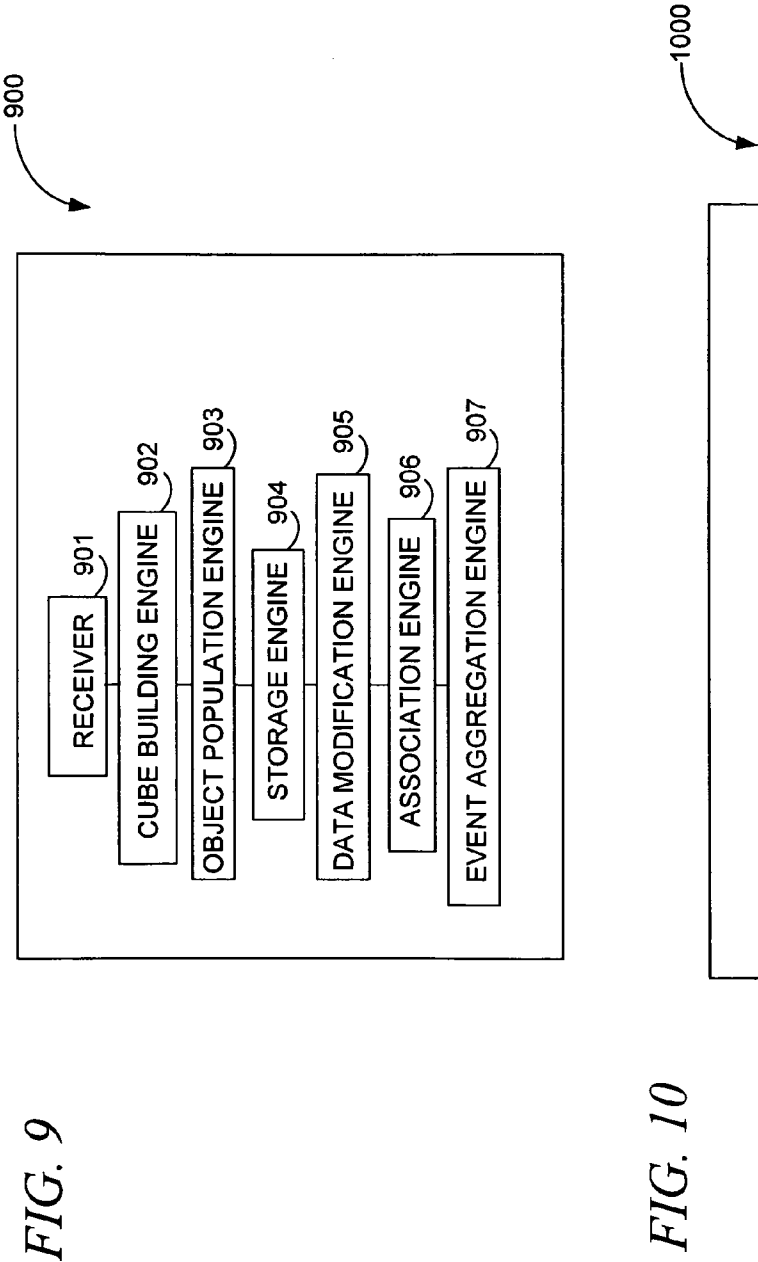 FIG. 9
900
RECEIVER
901
CUBE BUILDING ENGINE
902
OBJECT POPULATION ENGINE
903
STORAGE ENGINE
904
DATA MODIFICATION ENGINE
905
ASSOCIATION ENGINE
906
EVENT AGGREGATION ENGINE
907
FIG. 10
1000